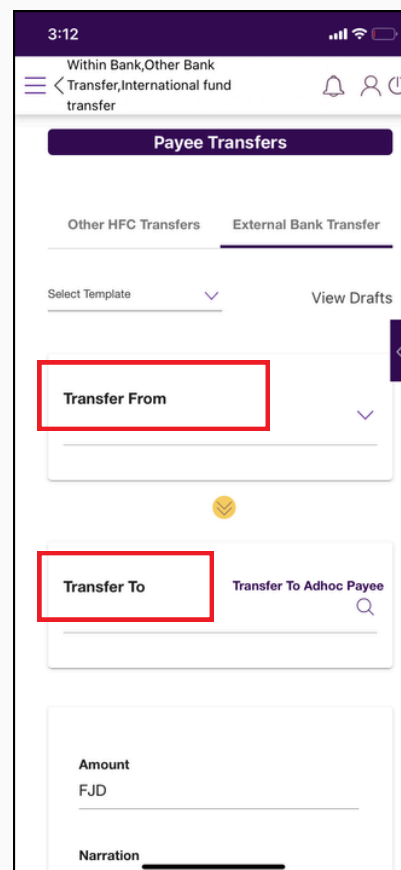 3:12
Within Bank,Other Bank
Transfer,International fund
transfer
Payee Transfers
Other HFC Transfers External Bank Transfer
Select Template View Drafts
Transfer From
Transfer To Transfer To Adhoc Payee
Amount
FJD
Narration